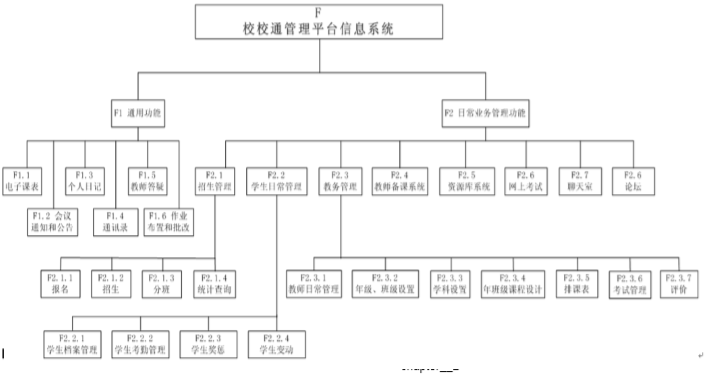 F
校校通管理平台信息系统
F1 通用功能
F2 日常业务管理功能
F1.1
电子课表
F1.3
个人日记
F1.5
教师答疑
F2.1
招生管理
F2.2
学生日常管理
F2.3
教务管理
F2.4
教师备课系统
F2.5
资源库系统
F2.6
网上考试
F2.7
聊天室
F2.6
论坛
F1.2 会议
通知和公告
F1.4
通讯录
F1.6 作业
布置和批改
F2.1.1
报名
F2.1.2
招生
F2.1.3
分班
F2.1.4
统计查询
F2.3.1
教师日常管理
F2.3.2
年级、班级设置
F2.3.3
学科设置
F2.3.4
年班级课程设计
F2.3.5
排课表
F2.3.6
考试管理
F2.3.7
评价
F2.2.1
学生档案管理
F2.2.2
学生考勤管理
F2.2.3
学生奖惩
F2.2.4
学生变动